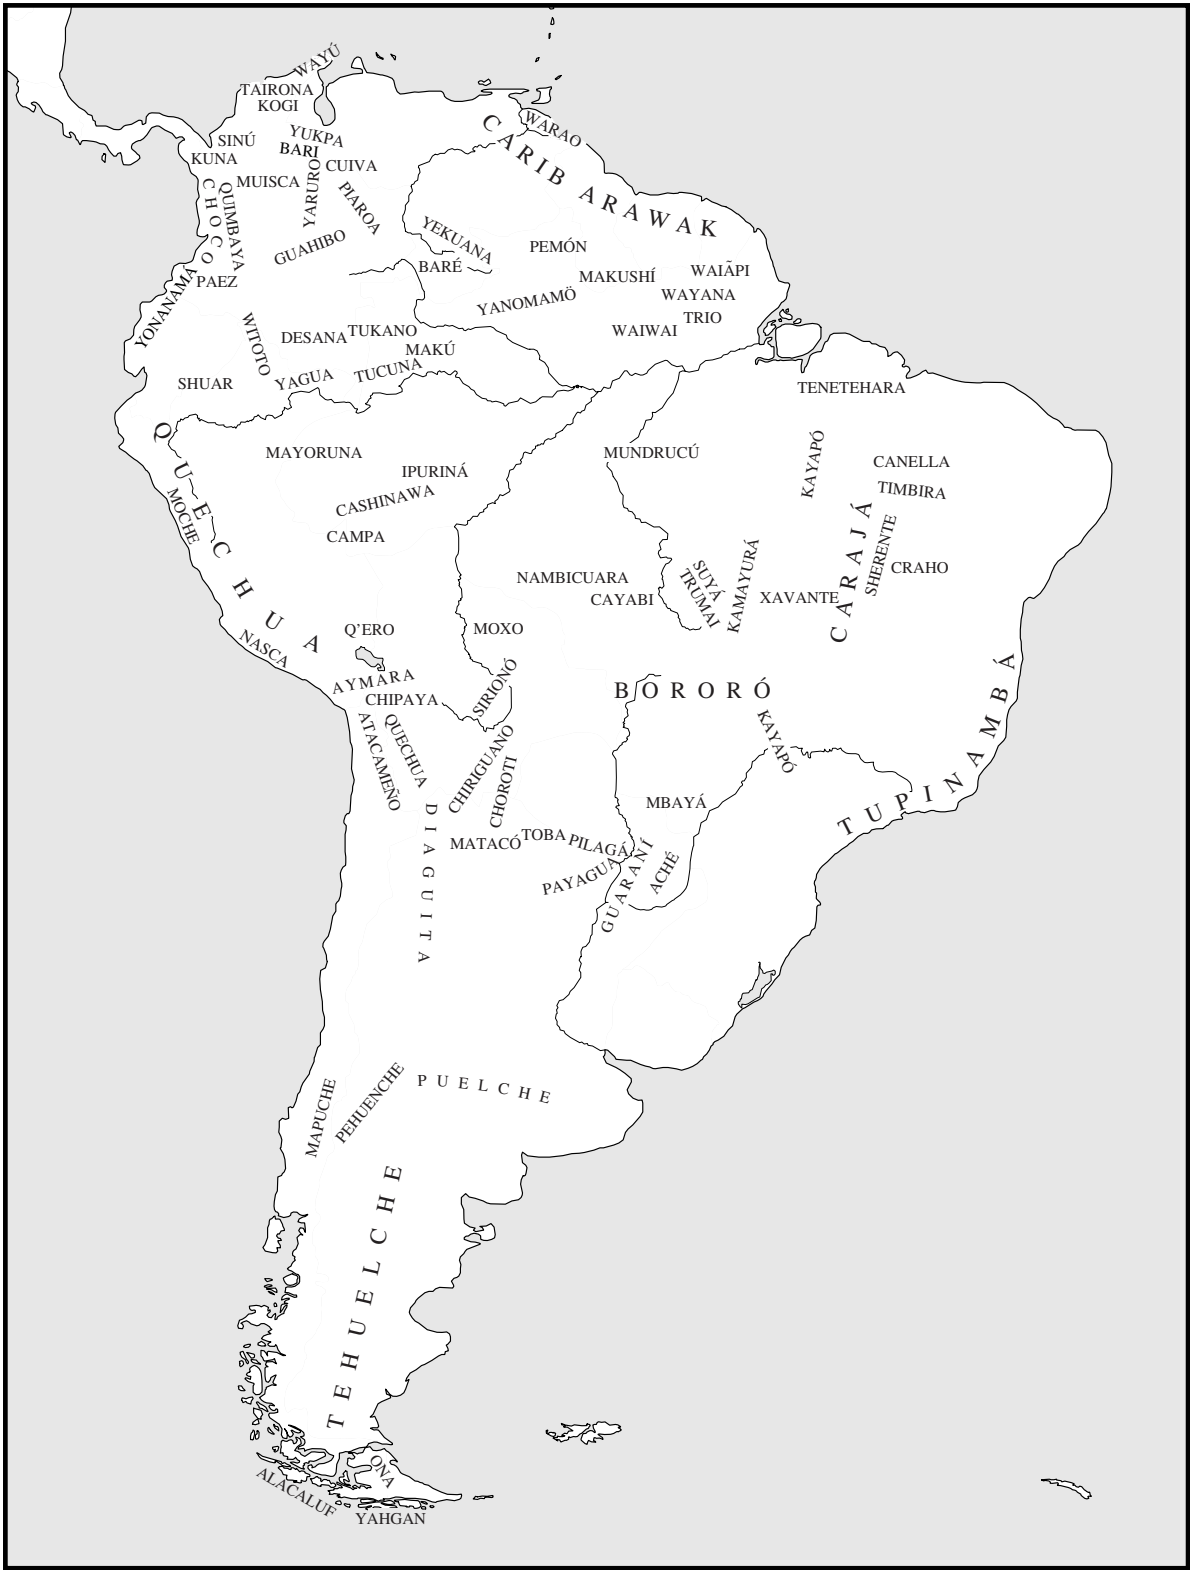 WAYÚ
TAIRONA
KOGI
WARAO
SINÚ
YUKPA
BARI
KUNA
CUIVA
MUISCA
CHOCO
QUIMBAYA
YARURO
PIAROA
CARIB ARAWAK
GUAHIBO
YEKUANA
PEMÓN
BARÉ
MAKUSHÍ
WAIÃPI
PAEZ
YONANAMÁ
YANOMAMÖ
WAYANA
TRIO
WAIWAI
WITOTO
DESANA
TUKANO
MAKÚ
SHUAR
YAGUA
TUCUNA
TENETEHARA
QUECHUA
MAYORUNA
IPURINÁ
MUNDRUCÚ
KAYAPÓ
CANELLA
TIMBIRA
MOCHE
CASHINAWA
CAMPA
CARAJÁ
SHERENTE
CRAHO
NAMBICUARA
CAYABI
SUYÁ
TRUMAI
KAMAYURÁ
XAVANTE
NASCA
Q'ERO
MOXO
AYMARA
CHIPAYA
SIRIONÓ
BORORÓ
TUPINAMBÁ
ATACAMEÑO
QUECHUA
CHIRIGUANO
CHOROTI
KAYAPÓ
MBAYÁ
DIAGUITA
MATACÓ
TOBA
PILAGÁ
PAYAGUA
GUARANÍ
ACHÉ
MAPUCHE
PEHUENCHE
PUELCHE
TEHUELCHE
ONA
ALACALUF
YAHGAN